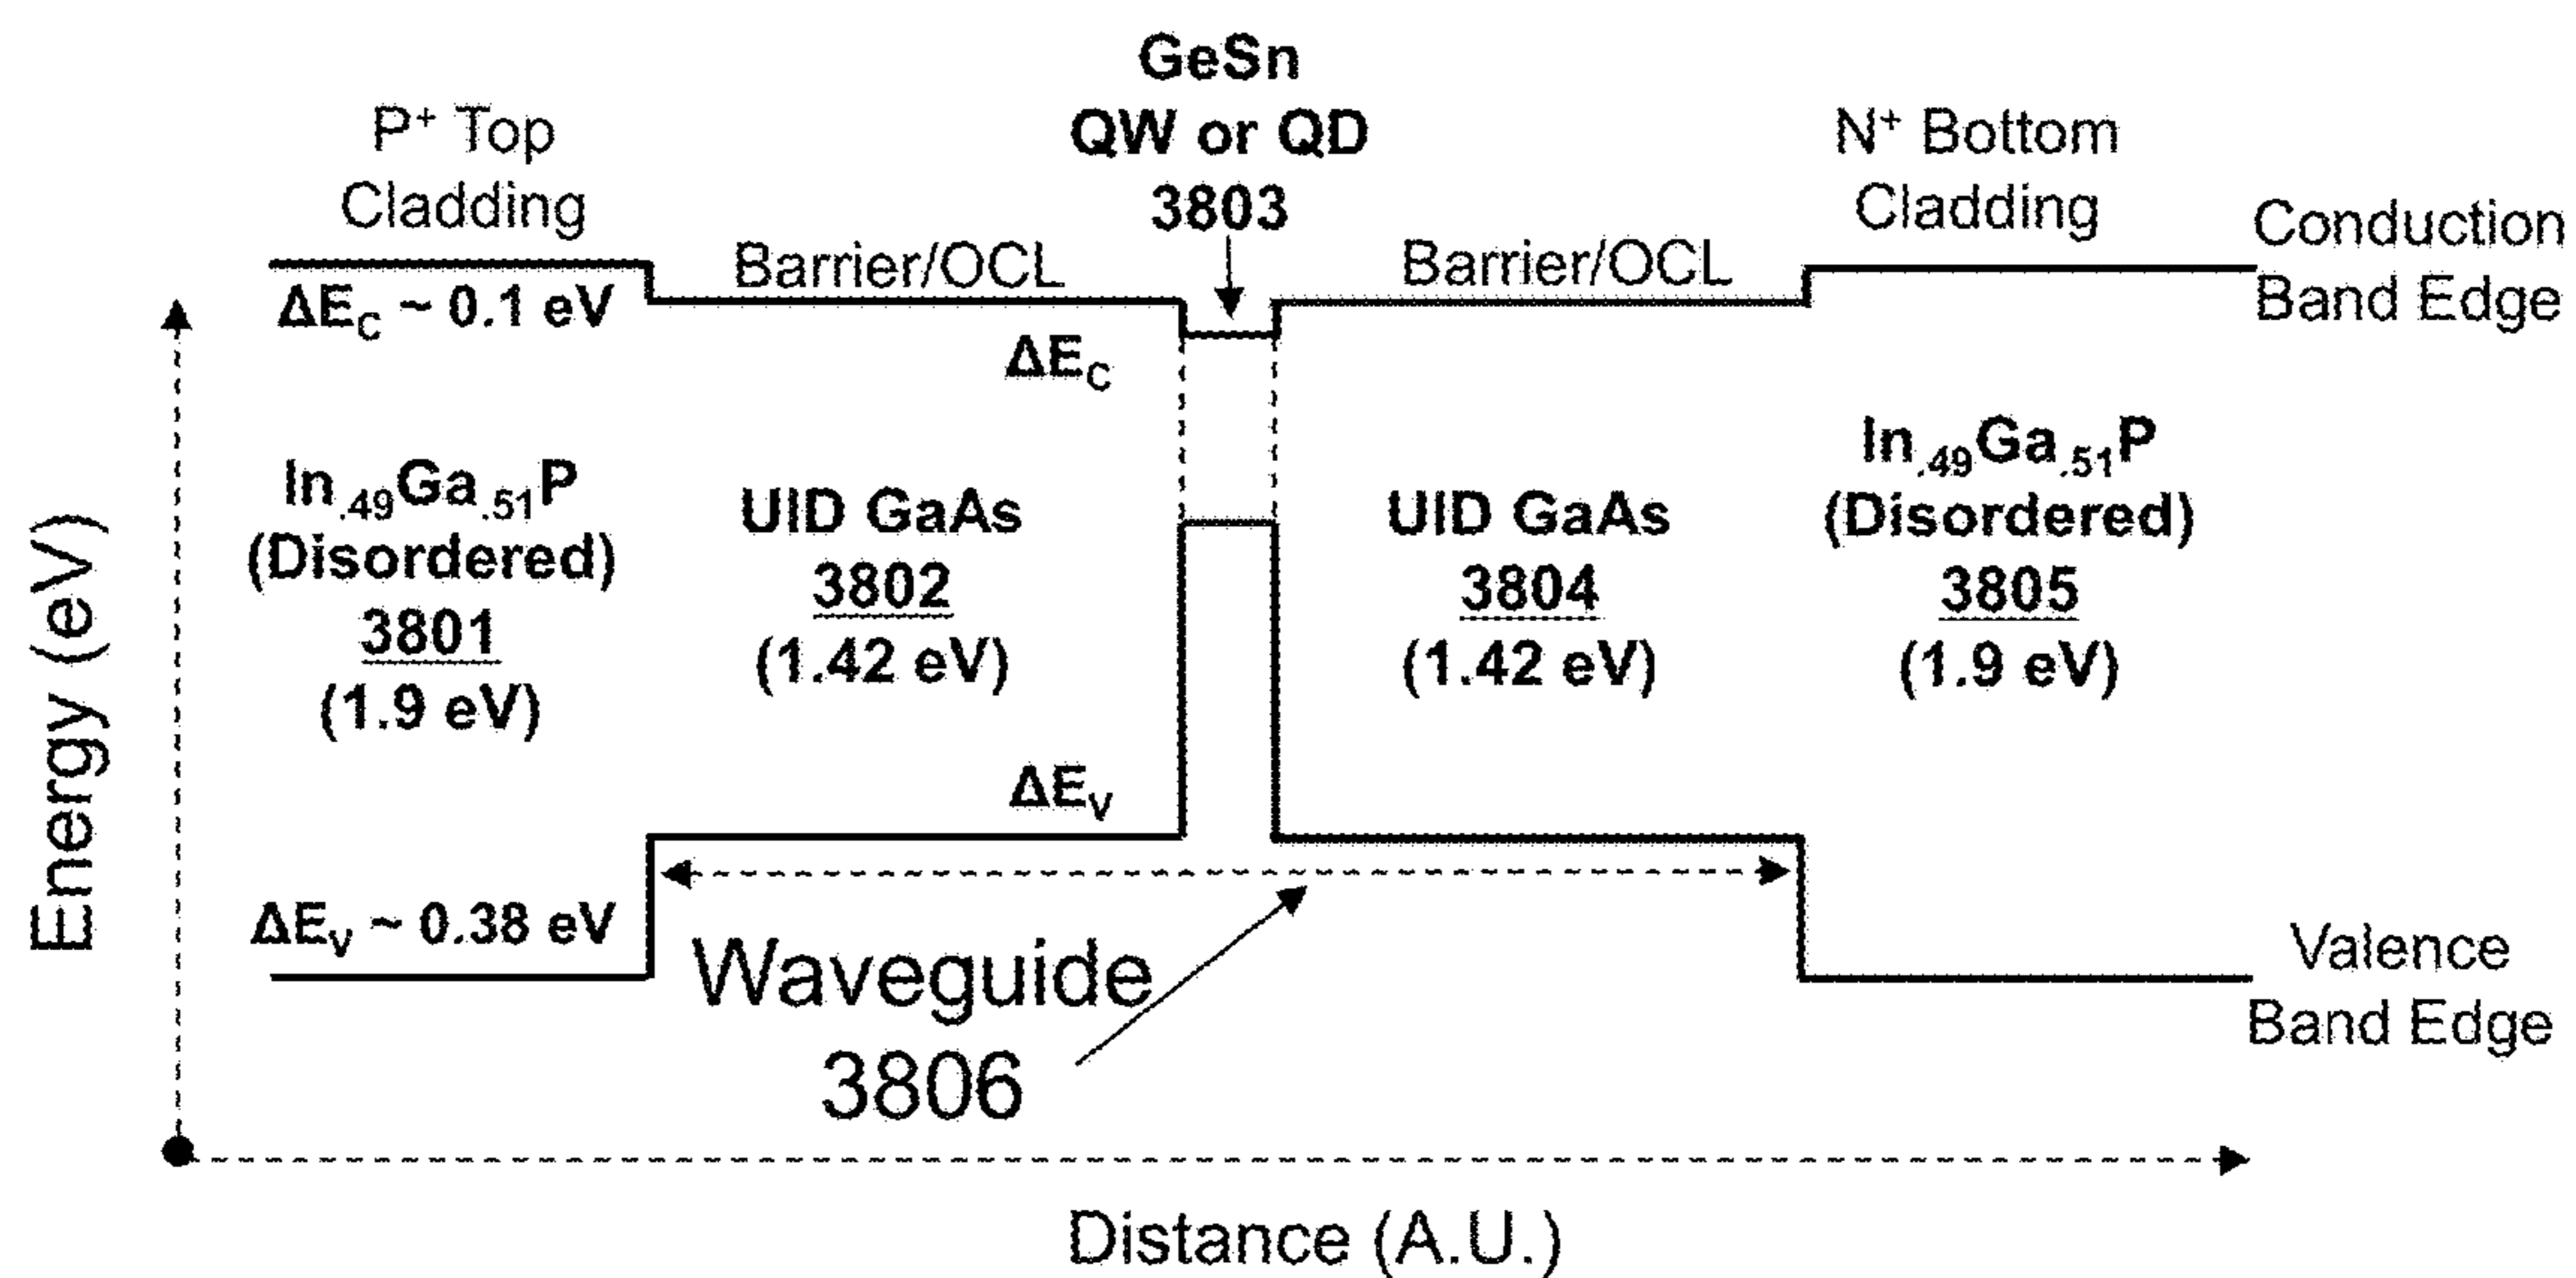 GeSn
QW or QD
3803
P⁺ Top
Cladding
N⁺ Bottom
Cladding
Conduction
Band Edge
Barrier/OCL
Barrier/OCL
ΔE_C ~ 0.1 eV
ΔE_C
In.₄₉Ga.₅₁P
(Disordered)
3801
(1.9 eV)
UID GaAs
3802
(1.42 eV)
UID GaAs
3804
(1.42 eV)
In.₄₉Ga.₅₁P
(Disordered)
3805
(1.9 eV)
Energy (eV)
ΔE_V
ΔE_V ~ 0.38 eV
Waveguide
3806
Valence
Band Edge
Distance (A.U.)